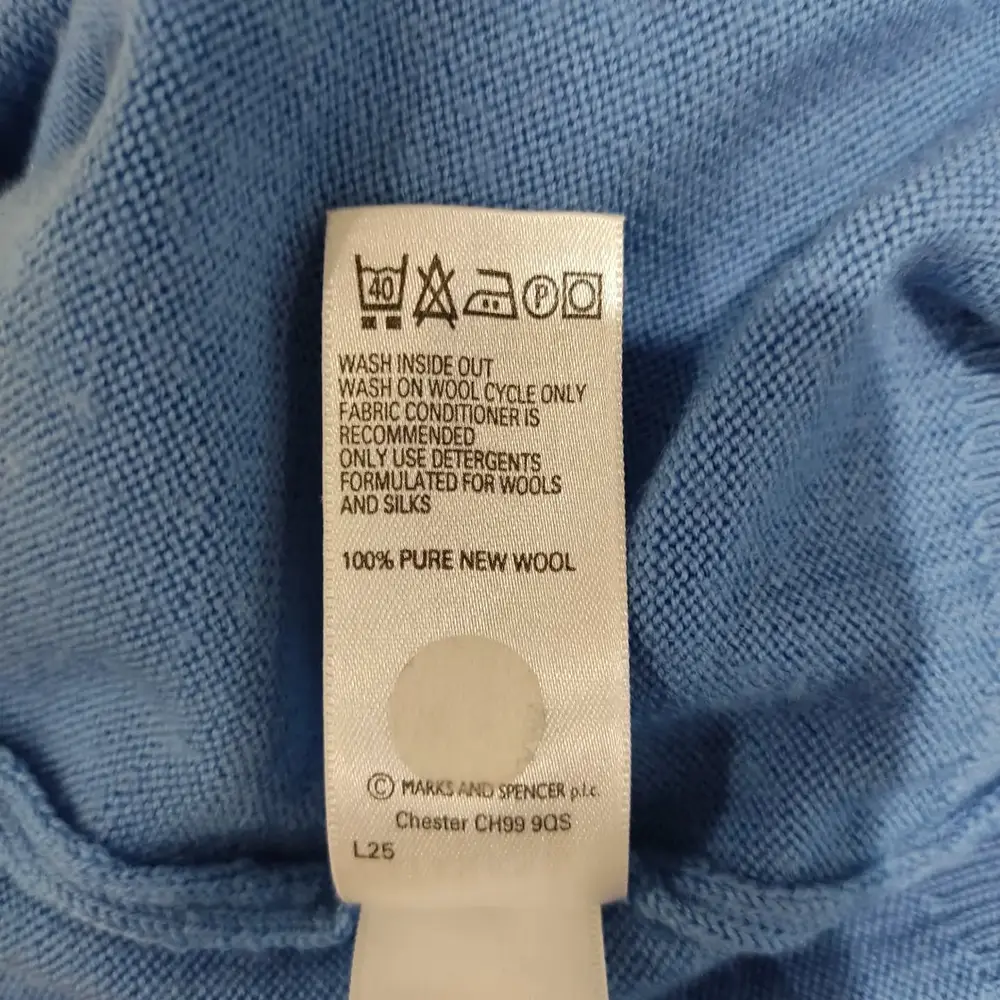 40 P
WASH INSIDE OUT
WASH ON WOOL CYCLE ONLY
FABRIC CONDITIONER IS
RECOMMENDED
ONLY USE DETERGENTS
FORMULATED FOR WOOLS
AND SILKS
100% PURE NEW WOOL
© MARKS AND SPENCER p.l.c.
Chester CH99 9QS
L25